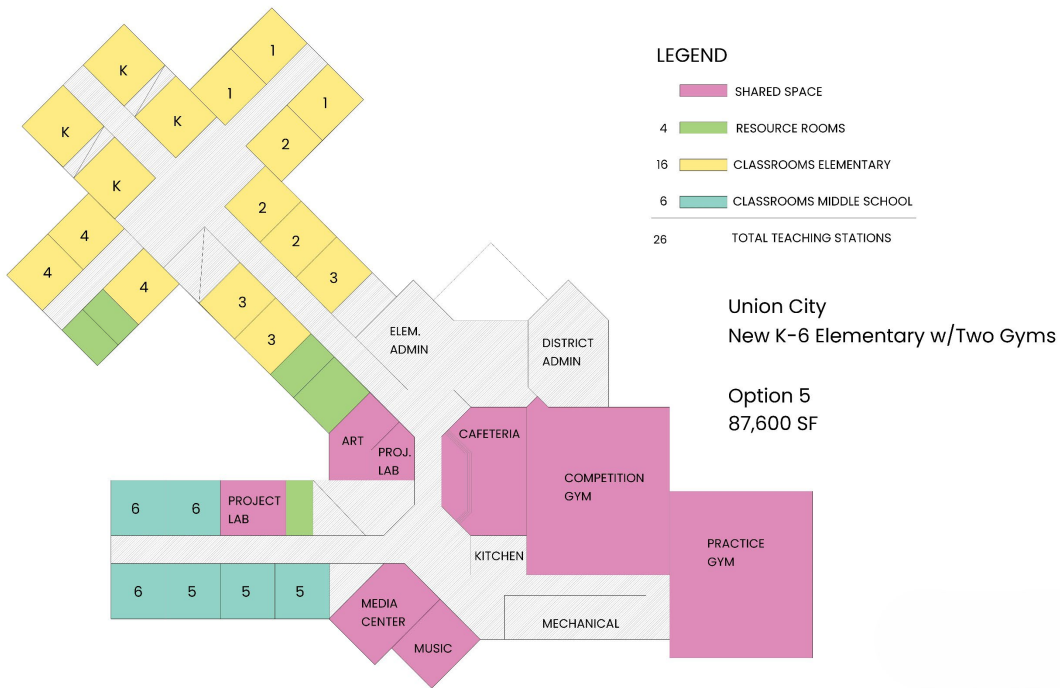 LEGEND
SHARED SPACE
4 RESOURCE ROOMS
16 CLASSROOMS ELEMENTARY
6 CLASSROOMS MIDDLE SCHOOL
26 TOTAL TEACHING STATIONS
Union City
New K-6 Elementary w/Two Gyms
Option 5
87,600 SF
1
K
1
1
K
K
2
K
2
4
2
4
3
4
3
3
ELEM.
ADMIN
DISTRICT
ADMIN
ART
PROJ.
LAB
CAFETERIA
COMPETITION
GYM
6
6
PROJECT
LAB
PRACTICE
GYM
KITCHEN
6
5
5
5
MEDIA
CENTER
MUSIC
MECHANICAL